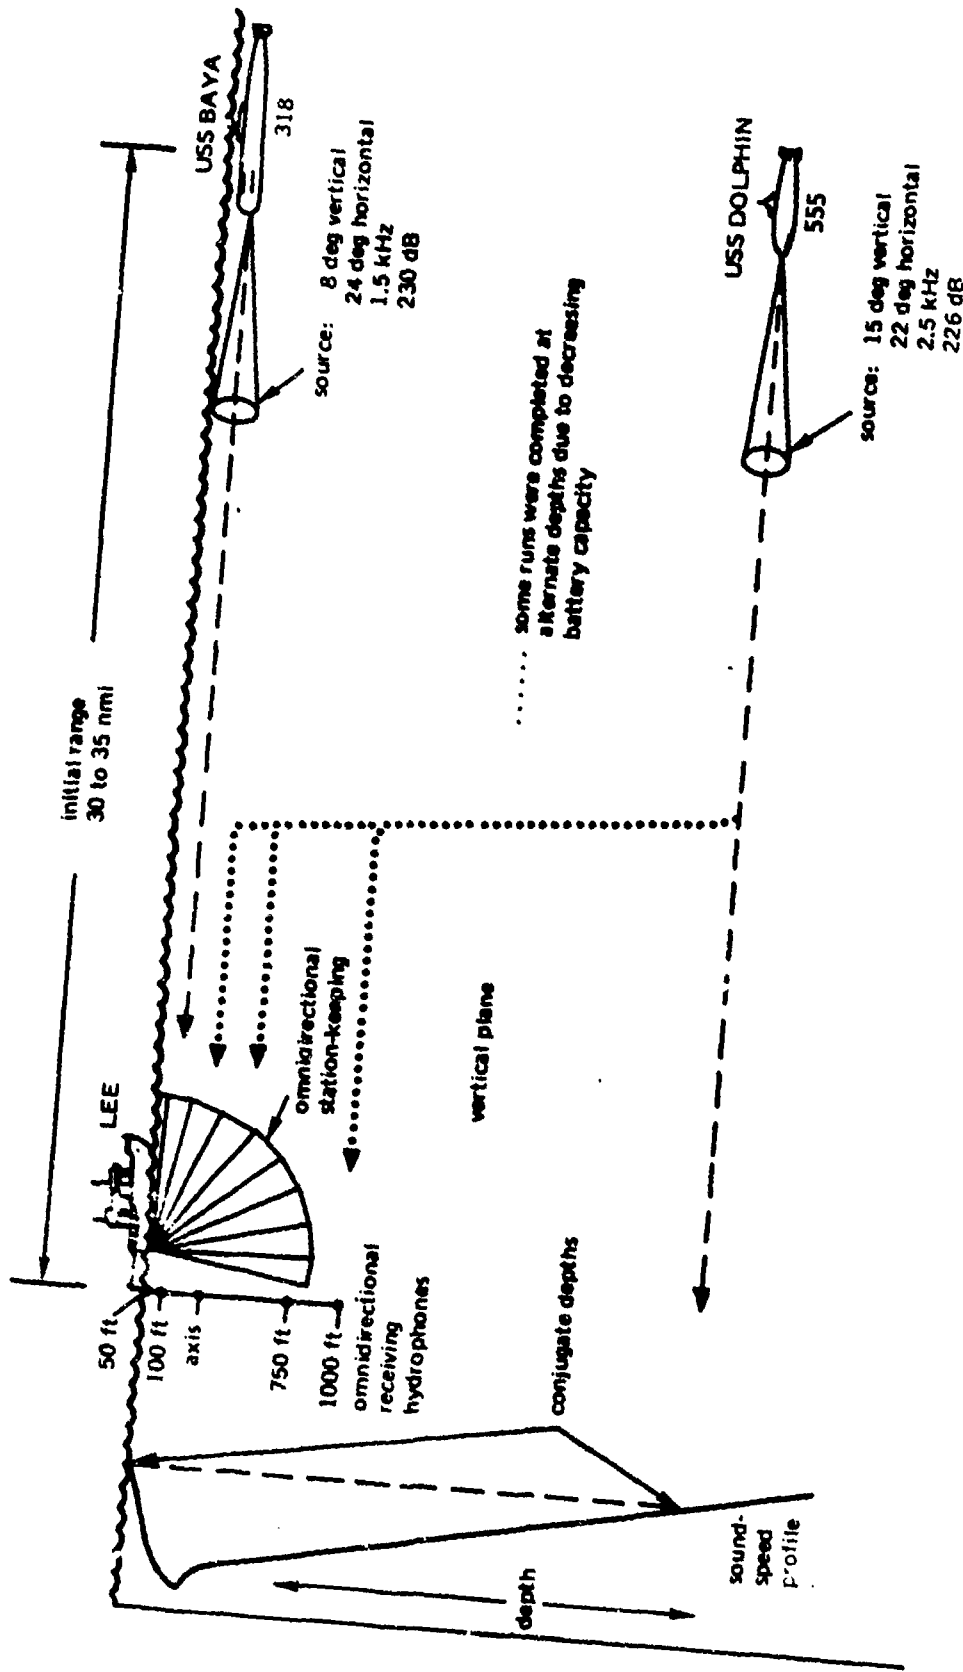 initial range
30 to 35 nmi
USS BAYA
318
source: 8 deg vertical
24 deg horizontal
1.5 kHz
230 dB
LEE
50 ft
100 ft
axis
750 ft
1000 ft
omnidirectional
receiving
hydrophones
omnidirectional
station-keeping
...... some runs were completed at
alternate depths due to decreasing
battery capacity
vertical plane
USS DOLPHIN
555
source: 15 deg vertical
22 deg horizontal
2.5 kHz
226 dB
conjugate depths
depth
sound-
speed
profile